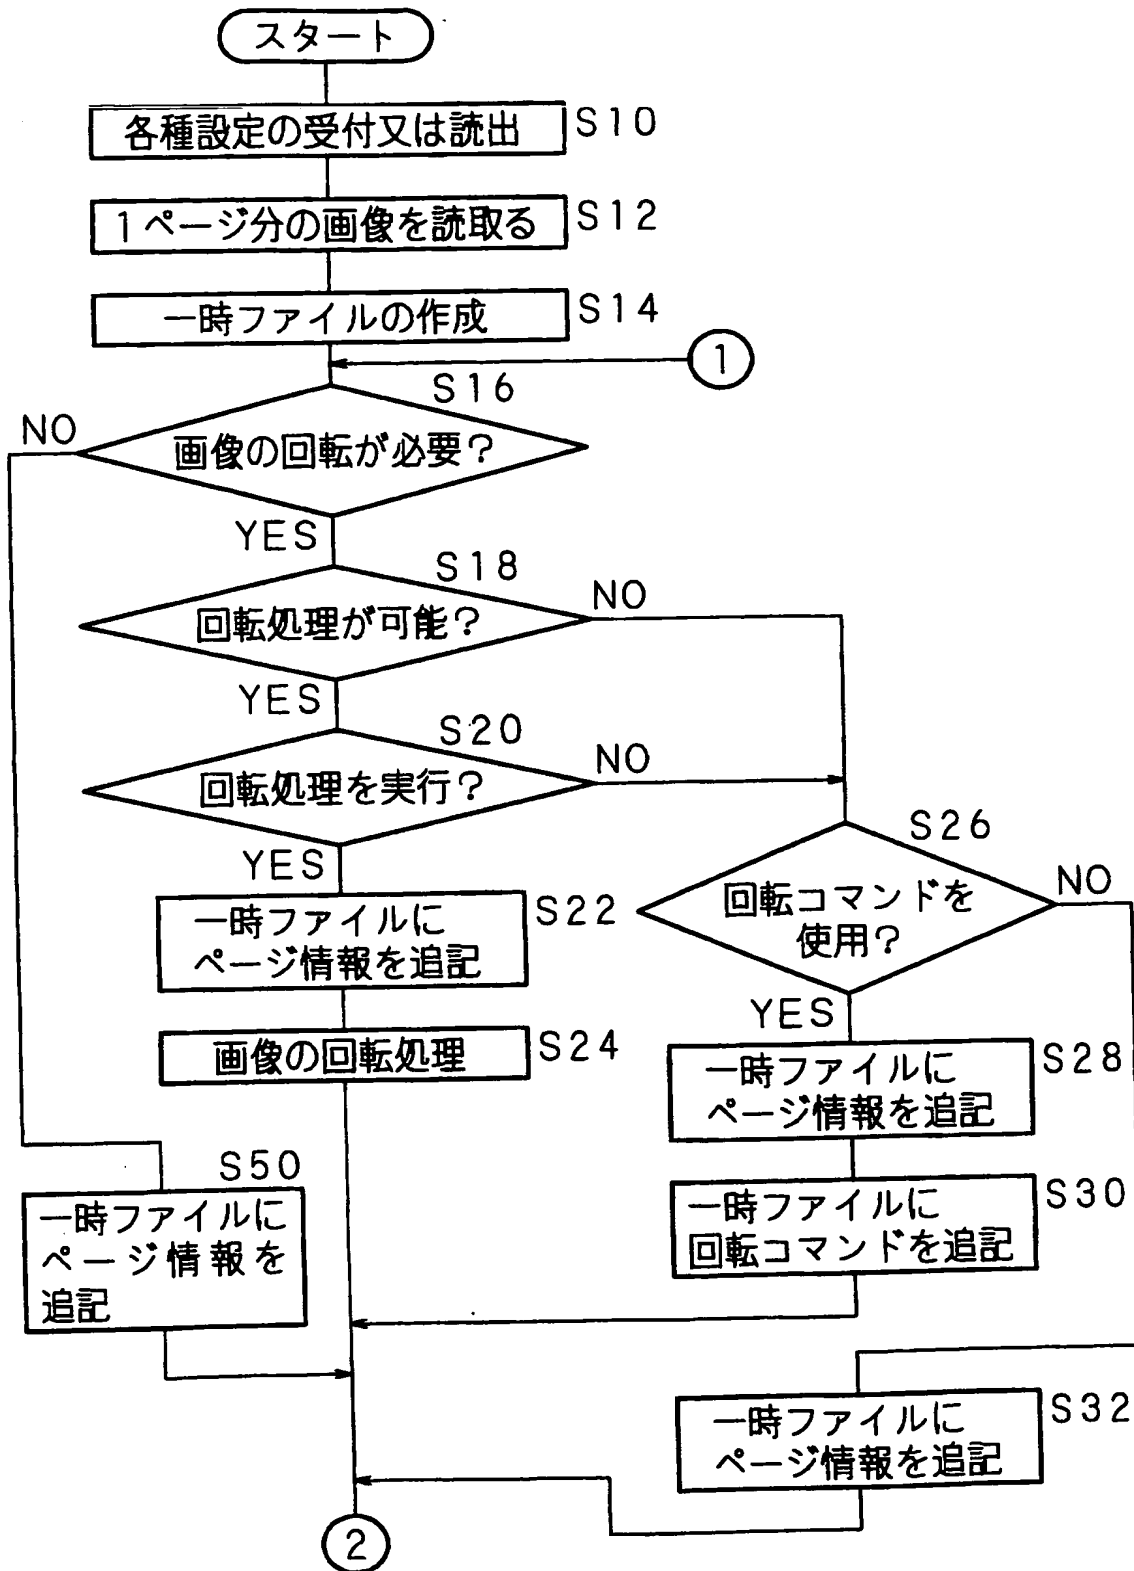 スタート
各種設定の受付又は読出
S10
1ページ分の画像を読取る
S12
一時ファイルの作成
S14
1
S16
NO
画像の回転が必要?
YES
S18
NO
回転処理が可能?
YES
S20
NO
回転処理を実行?
YES
S26
NO
回転コマンドを
使用?
YES
S22
一時ファイルに
ページ情報を追記
S24
画像の回転処理
S28
一時ファイルに
ページ情報を追記
S30
一時ファイルに
回転コマンドを追記
S50
一時ファイルに
ページ情報を
追記
S32
一時ファイルに
ページ情報を追記
2